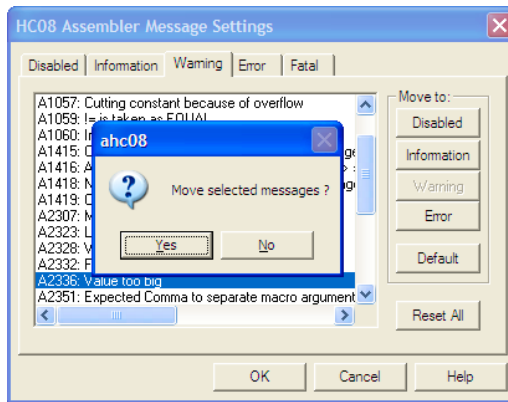 HC08 Assembler Message Settings
Disabled
Information
Warning
Error
Fatal
A1057: Cutting constant because of overflow
A1059: != is taken as EQUAL
A1060: 
A1415: 
A1416: 
A1418: 
A1419: 
A2307: 
A2323: 
A2328: 
A2332: 
A2336: Value too big
A2351: Expected Comma to separate macro argument
ahc08
Move selected messages ?
Yes
No
Move to:
Disabled
Information
Warning
Error
Default
Reset All
OK
Cancel
Help